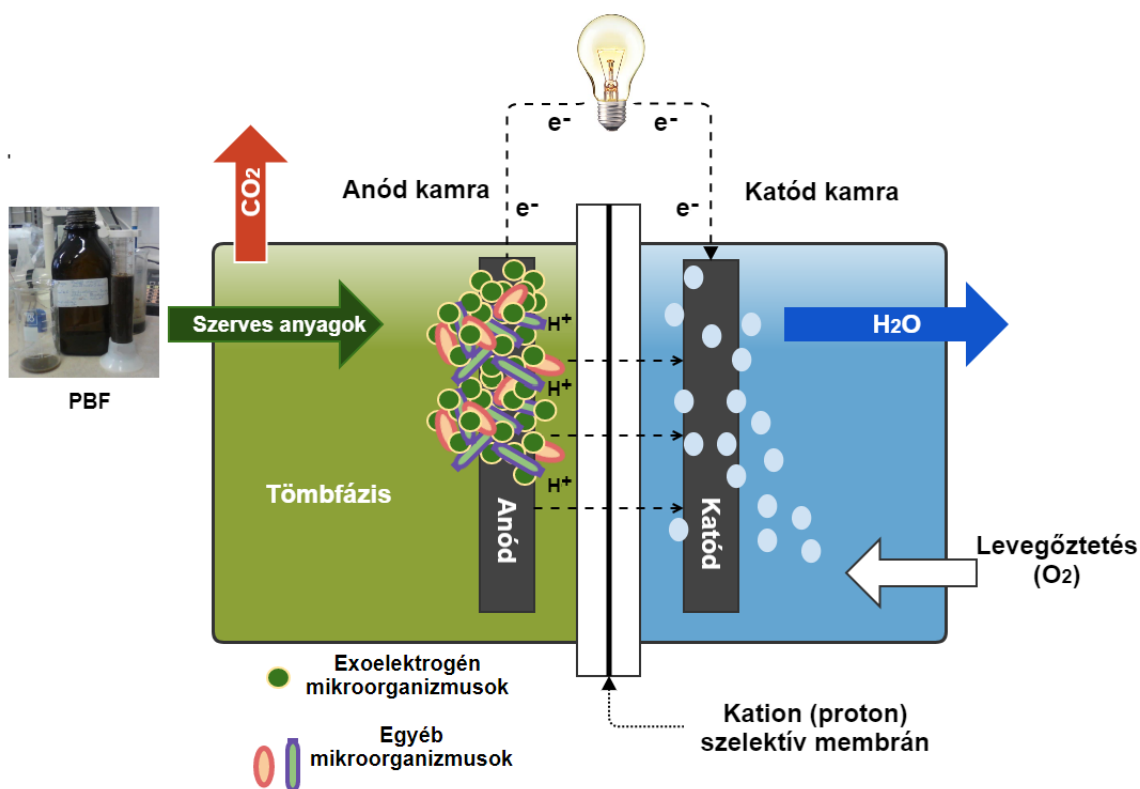 e-
e-
CO2
Anód kamra
Katód kamra
e-
e-
Szerves anyagok
H+
H2O
PBF
H+
Tömbfázis
H+
Anód
Katód
Levegőztetés
(O2)
Exoelektrogén
mikroorganizmusok
Kation (proton)
szelektív membrán
Egyéb
mikroorganizmusok